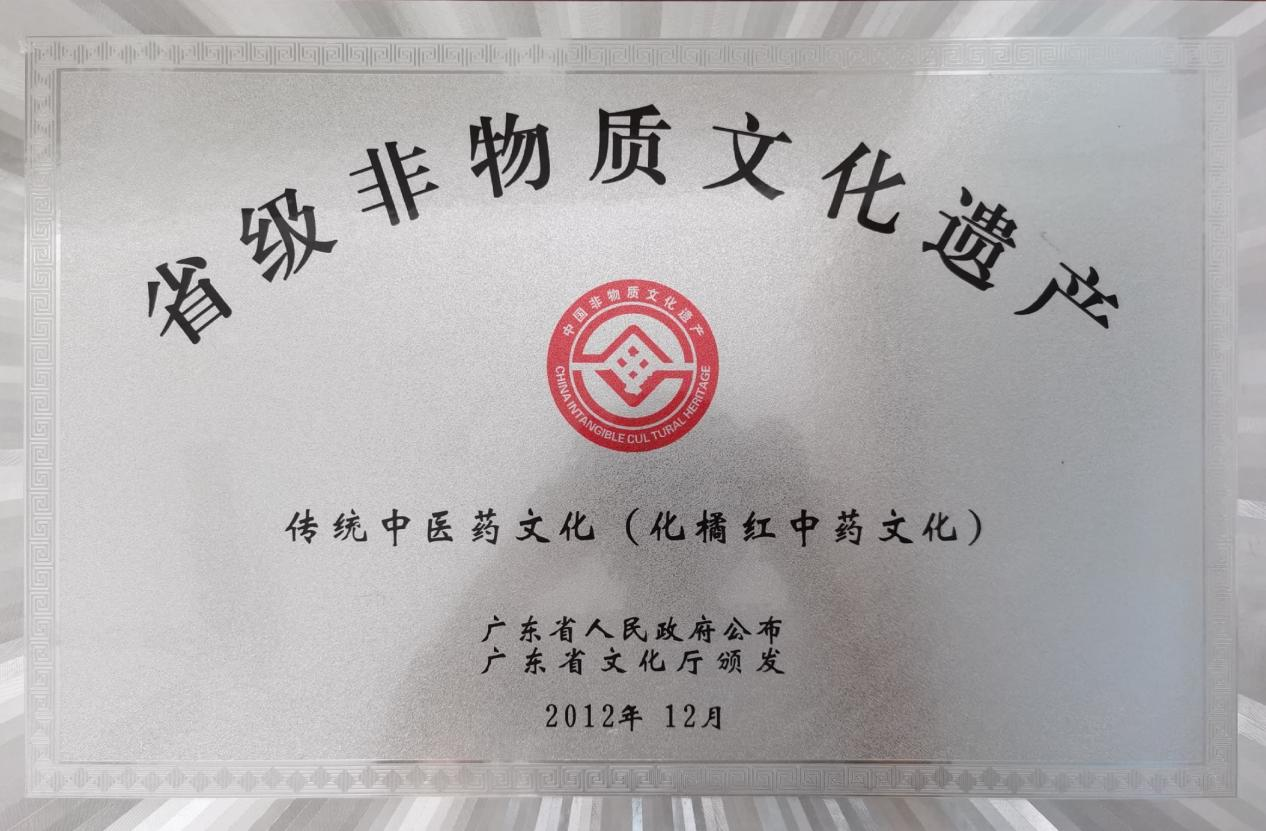 省级非物质文化遗产
中国非物质文化遗产
CHINA INTANGIBLE CULTURAL HERITAGE
传统中医药文化（化橘红中药文化）
广东省人民政府公布
广东省文化厅颁发
2012年 12月